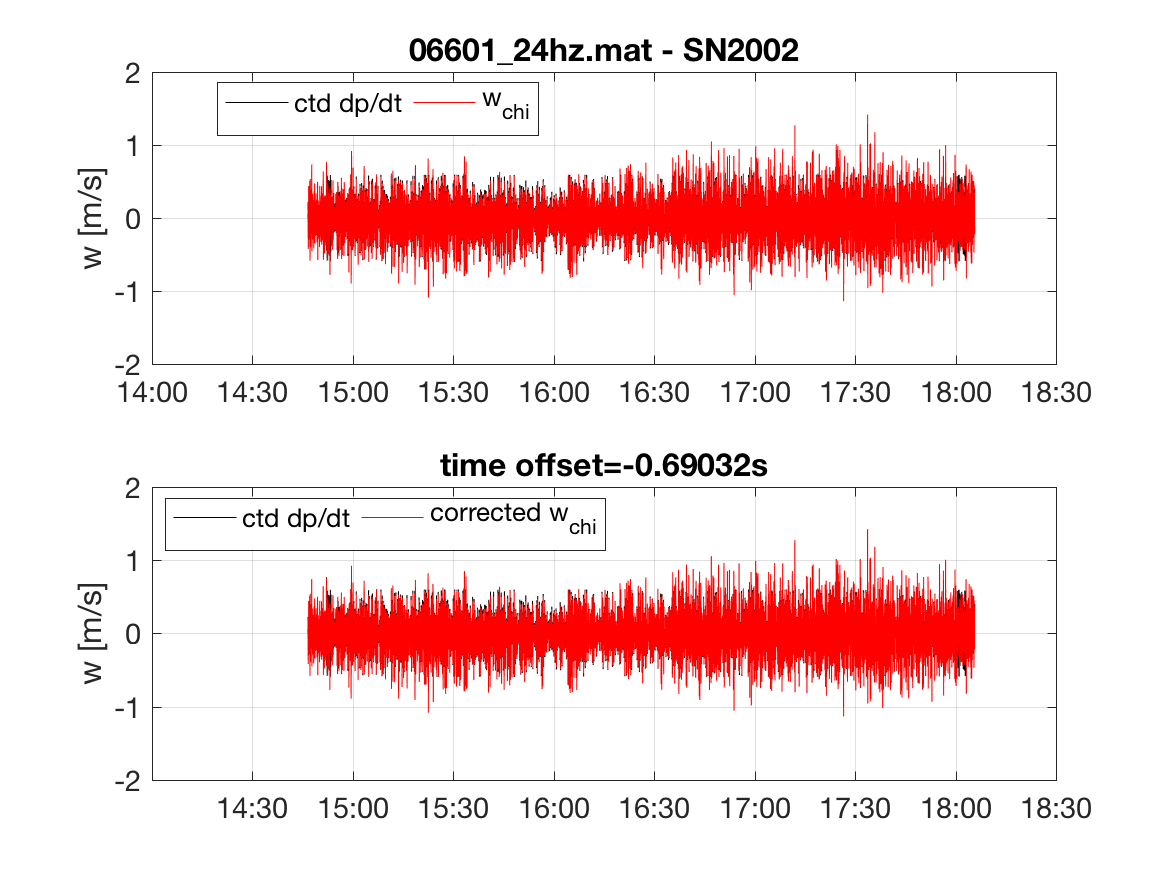 06601_24hz.mat - SN2002
2
ctd dp/dt w_chi
1
0
-1
-2
w [m/s]
14:00 14:30 15:00 15:30 16:00 16:30 17:00 17:30 18:00 18:30
time offset=-0.69032s
2
ctd dp/dt corrected w_chi
1
0
-1
-2
w [m/s]
14:30 15:00 15:30 16:00 16:30 17:00 17:30 18:00 18:30